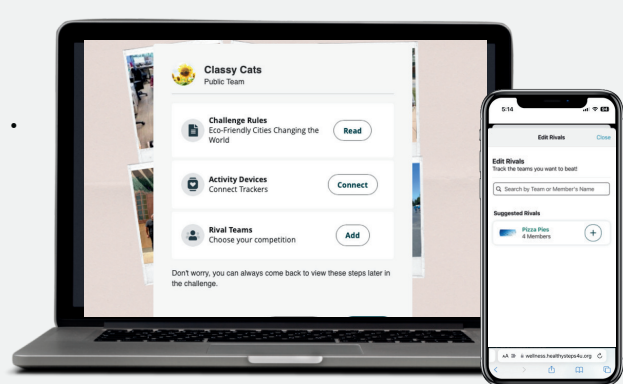 Classy Cats
Public Team
Challenge Rules
Eco-Friendly Cities Changing the
World
Read
Activity Devices
Connect Trackers
Connect
Rival Teams
Choose your competition
Add
Don't worry, you can always come back to view these steps later in
the challenge.
5:14
Edit Rivals
Close
Edit Rivals
Track the teams you want to beat!
Search by Team or Member's Name
Suggested Rivals
Pizza Pies
4 Members
AA
wellness.healthysteps4u.org